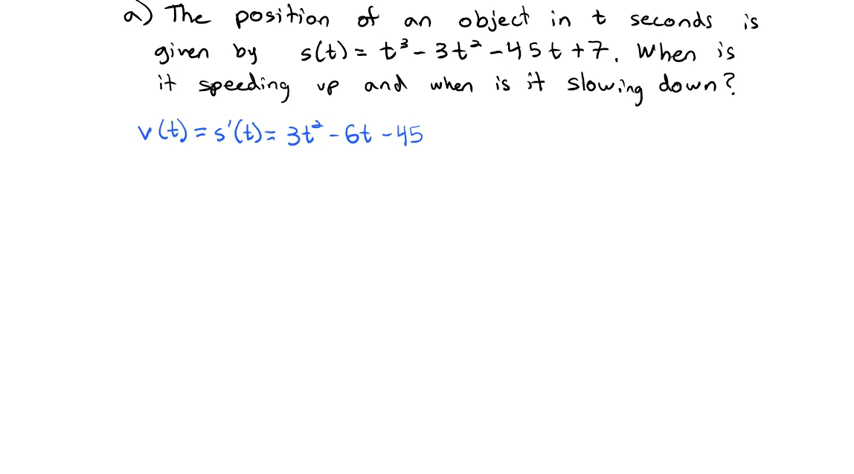 a) The position of an object in t seconds is
given by s(t) = t³ - 3t² - 45t + 7. When is
it speeding up and when is it slowing down?
v(t) = s'(t) = 3t² - 6t - 45